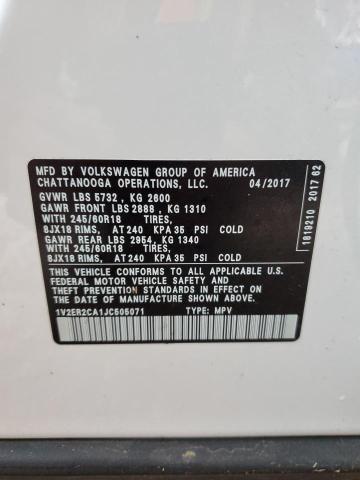 MFD BY VOLKSWAGEN GROUP OF AMERICA
CHATTANOOGA OPERATIONS, LLC. 04/2017
GVWR LBS 5732 , KG 2600
GAWR FRONT LBS 2888 , KG 1310
WITH 245/60R18 TIRES,
8JX18 RIMS, AT 240 KPA 35 PSI COLD
GAWR REAR LBS 2954, KG 1340
WITH 245/60R18 TIRES,
8JX18 RIMS, AT 240 KPA 35 PSI COLD
THIS VEHICLE CONFORMS TO ALL APPLICABLE U.S.
FEDERAL MOTOR VEHICLE SAFETY AND
THEFT PREVENTION STANDARDS IN EFFECT ON THE
DATE OF MANUFACTURE SHOWN ABOVE.
1V2ER2CA1JC505071 TYPE: MPV
1819210 2017 62